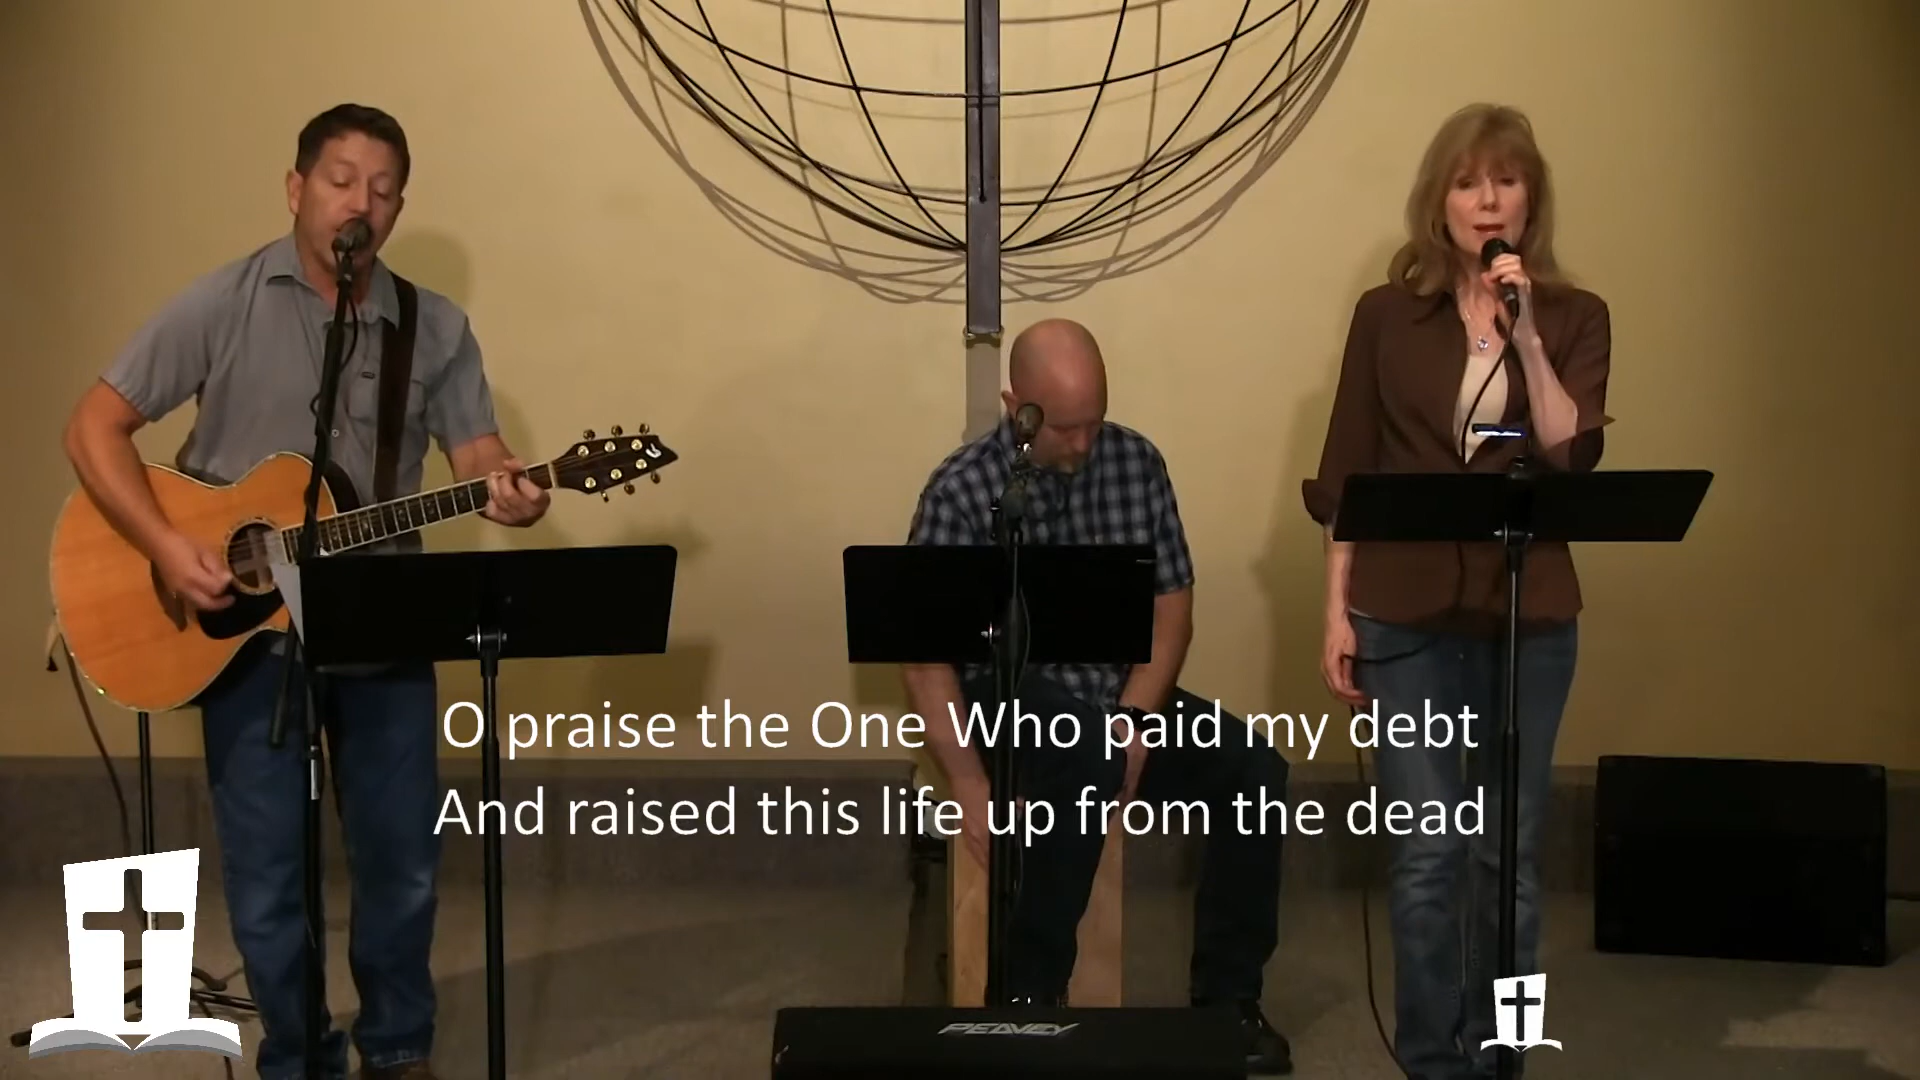 O praise the One Who paid my debt
And raised this life up from the dead
PEAVEY